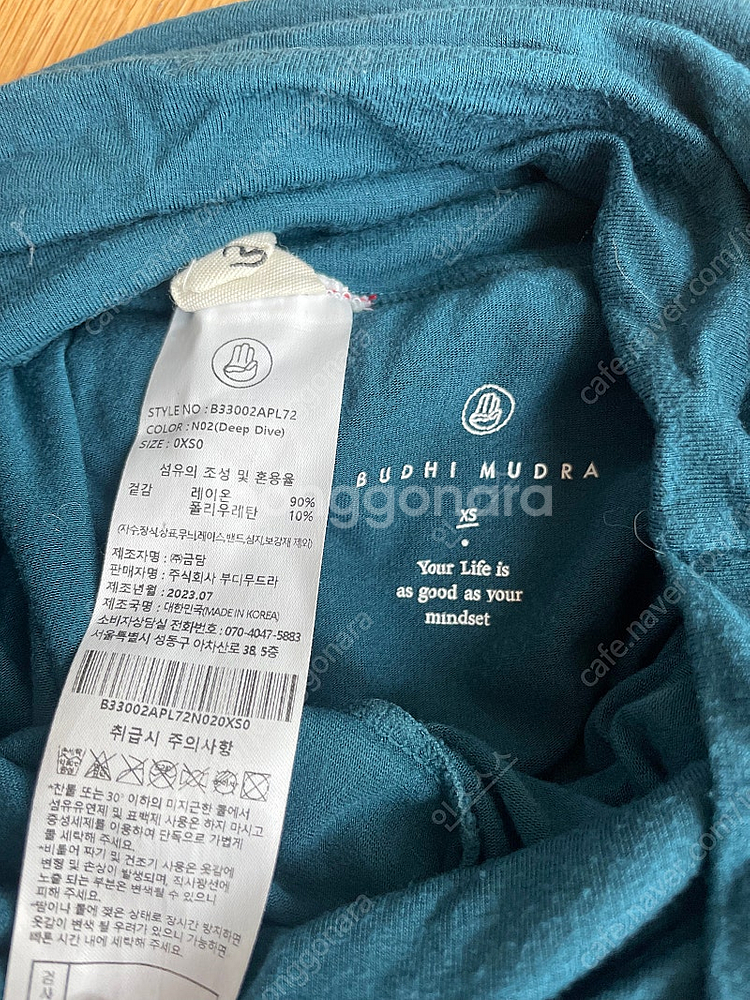 STYLE NO : B33002APL72
COLOR : N02(Deep Dive)
SIZE : 0XS0
섬유의 조성 및 혼용율
겉감 레이온 90%
폴리우레탄 10%
(자수,장식,상표,무늬,레이스,밴드,심지,보강재 제외)
제조자명 : ㈜금담
판매자명 : 주식회사 부디무드라
제조년월 : 2023.07
제조국명 : 대한민국(MADE IN KOREA)
소비자상담실 전화번호 : 070-4047-5883
서울특별시 성동구 아차산로 38, 5층
B33002APL72N020XS0
취급시 주의사항
*찬물 또는 30° 이하의 미지근한 물에서
섬유유연제 및 표백제 사용은 하지 마시고
중성세제를 이용하여 단독으로 가볍게
세탁해 주세요.
*비틀어 짜기 및 건조기 사용은 옷감에
변형 및 손상이 발생되며, 직사광선에
노출되는 부분은 변색될 수 있으니
피해 주세요.
*땀이나 물에 젖은 상태로 장시간 방치하면
옷감이 변색 될 우려가 있으니 가능하면
시간 내에 세탁해 주세요.
BUDHI MUDRA
XS
Your Life is
as good as your
mindset
joonggonara
cafe.naver.com